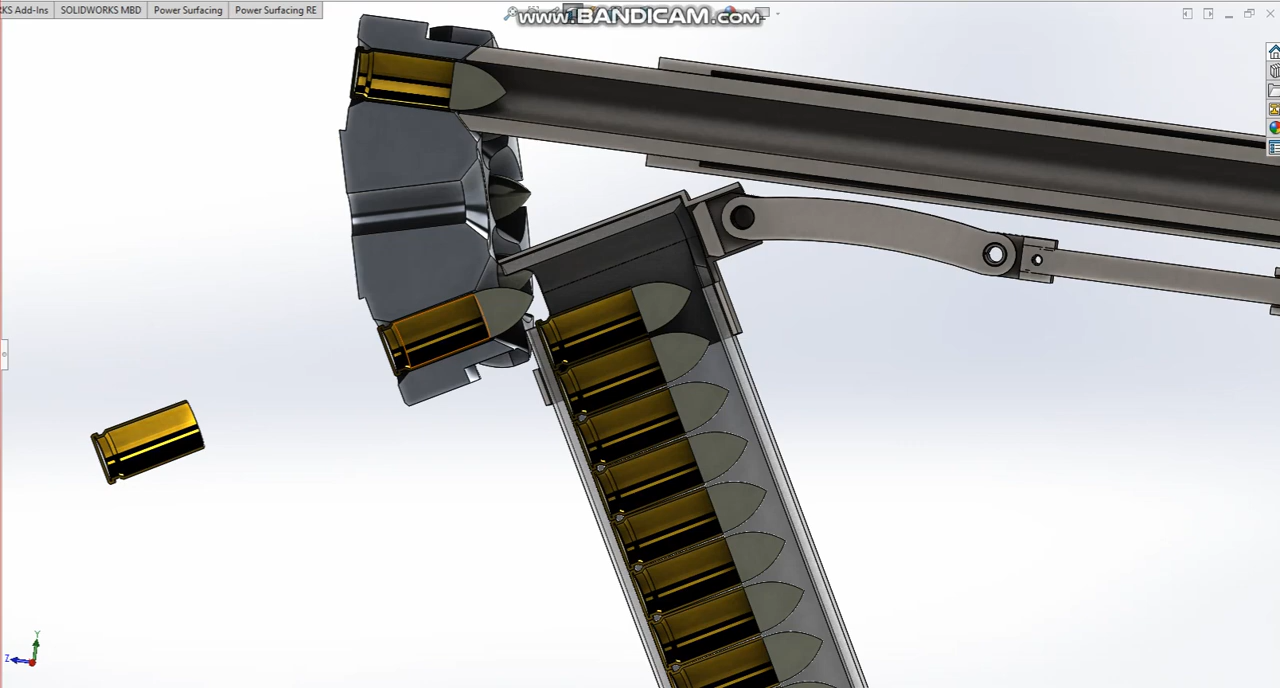 KS Add-Ins SOLIDWORKS MBD Power Surfacing Power Surfacing RE
www.BANDICAM.com
Y
Z